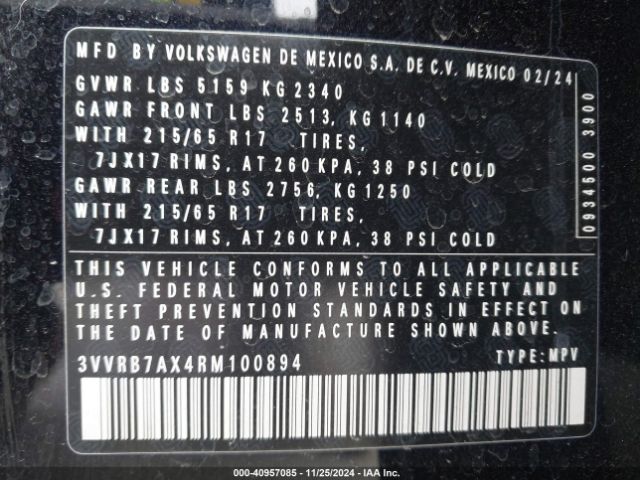 MFD BY VOLKSWAGEN DE MEXICO S.A. DE C.V. MEXICO 02/24
GVWR LBS 5159 KG 2340
GAWR FRONT LBS 2513, KG 1140
WITH 215/65 R17 TIRES,
7JX17 RIMS, AT 260 KPA, 38 PSI COLD
GAWR REAR LBS 2756, KG 1250
WITH 215/65 R17 TIRES,
7JX17 RIMS, AT 260 KPA, 38 PSI COLD
0934500 3900
THIS VEHICLE CONFORMS TO ALL APPLICABLE
U.S. FEDERAL MOTOR VEHICLE SAFETY AND
THEFT PREVENTION STANDARDS IN EFFECT ON
THE DATE OF MANUFACTURE SHOWN ABOVE.
3VVRB7AX4RM100894 TYPE: MPV
000-40957085 - 11/25/2024 - IAA Inc.